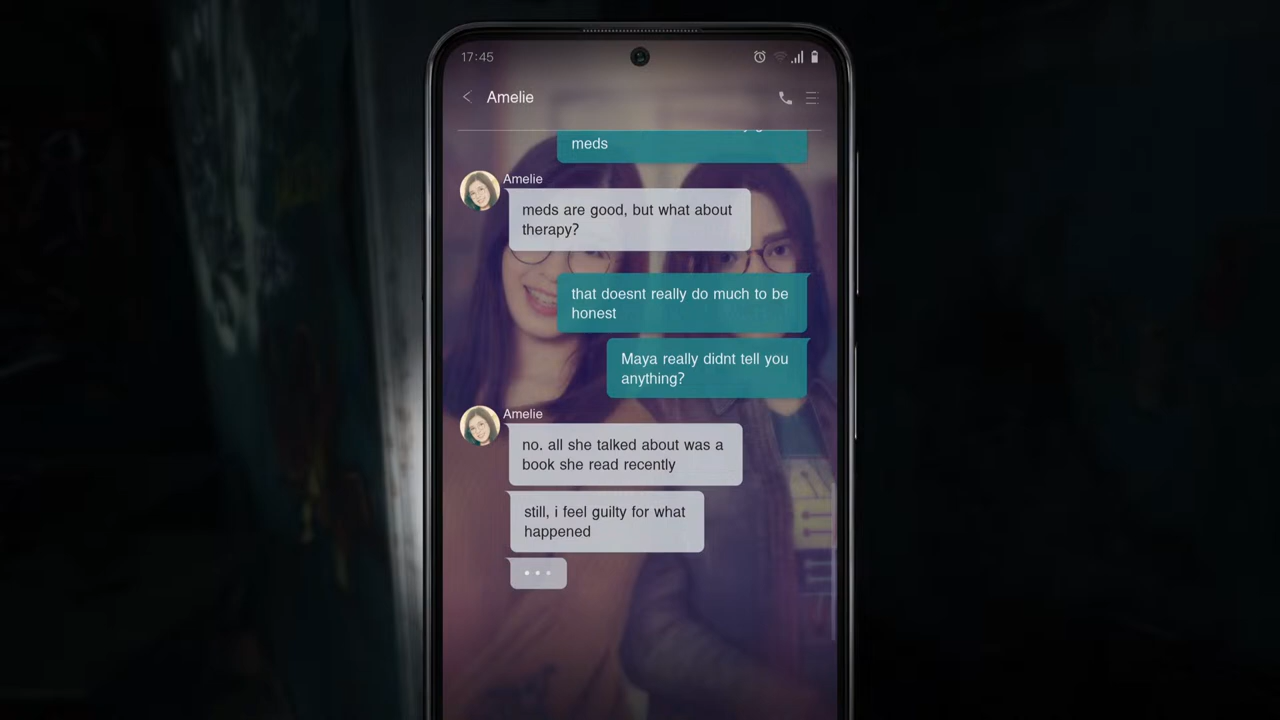 17:45
Amelie
meds
Amelie
meds are good, but what about
therapy?
that doesnt really do much to be
honest
Maya really didnt tell you
anything?
Amelie
no. all she talked about was a
book she read recently
still, i feel guilty for what
happened